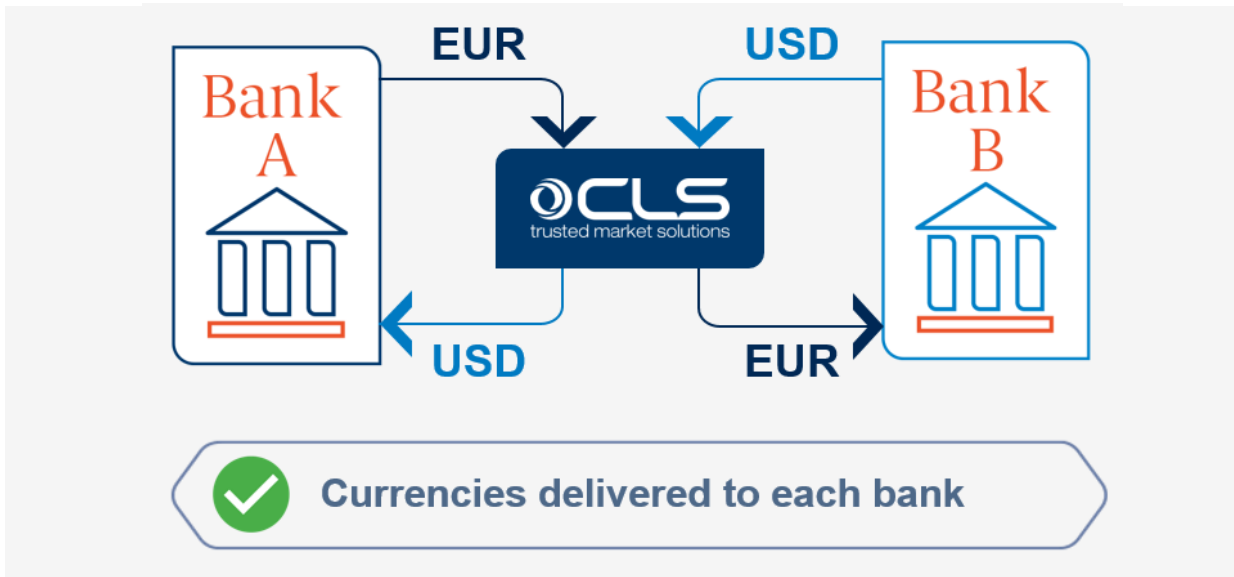 EUR
USD
Bank
A
Bank
B
CLS
trusted market solutions
USD
EUR
Currencies delivered to each bank